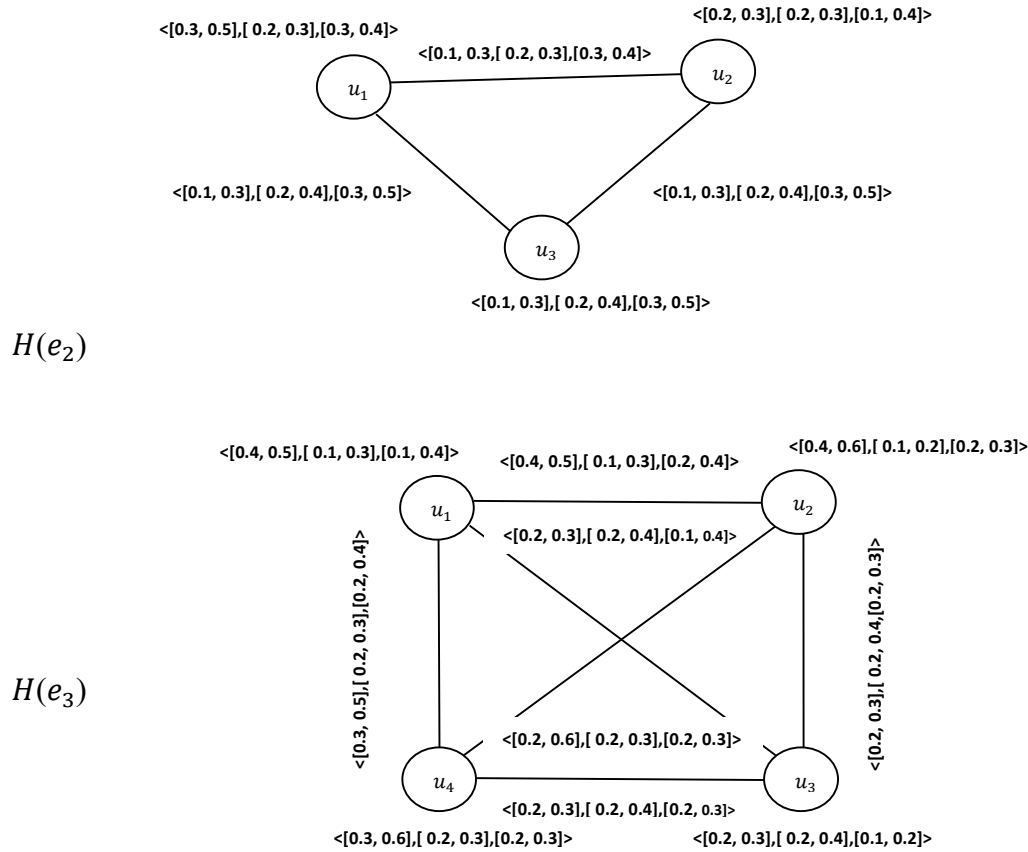 <[0.3, 0.5],[ 0.2, 0.3],[0.3, 0.4]>
<[0.2, 0.3],[ 0.2, 0.3],[0.1, 0.4]>
<[0.1, 0.3,[ 0.2, 0.3],[0.3, 0.4]>
u₁
u₂
<[0.1, 0.3],[ 0.2, 0.4],[0.3, 0.5]>
<[0.1, 0.3],[ 0.2, 0.4],[0.3, 0.5]>
u₃
<[0.1, 0.3],[ 0.2, 0.4],[0.3, 0.5]>
H(e₂)
<[0.4, 0.5],[ 0.1, 0.3],[0.1, 0.4]>
<[0.4, 0.5],[ 0.1, 0.3],[0.2, 0.4]>
<[0.4, 0.6],[ 0.1, 0.2],[0.2, 0.3]>
u₁
u₂
<[0.2, 0.3],[ 0.2, 0.4],[0.1, 0.4]>
<[0.3, 0.5],[ 0.2, 0.3],[0.2, 0.4]>
<[0.2, 0.3],[ 0.2, 0.4,[0.2, 0.3]>
H(e₃)
<[0.2, 0.6],[ 0.2, 0.3],[0.2, 0.3]>
u₄
u₃
<[0.2, 0.3],[ 0.2, 0.4],[0.2, 0.3]>
<[0.3, 0.6],[ 0.2, 0.3],[0.2, 0.3]>
<[0.2, 0.3],[ 0.2, 0.4],[0.1, 0.2]>